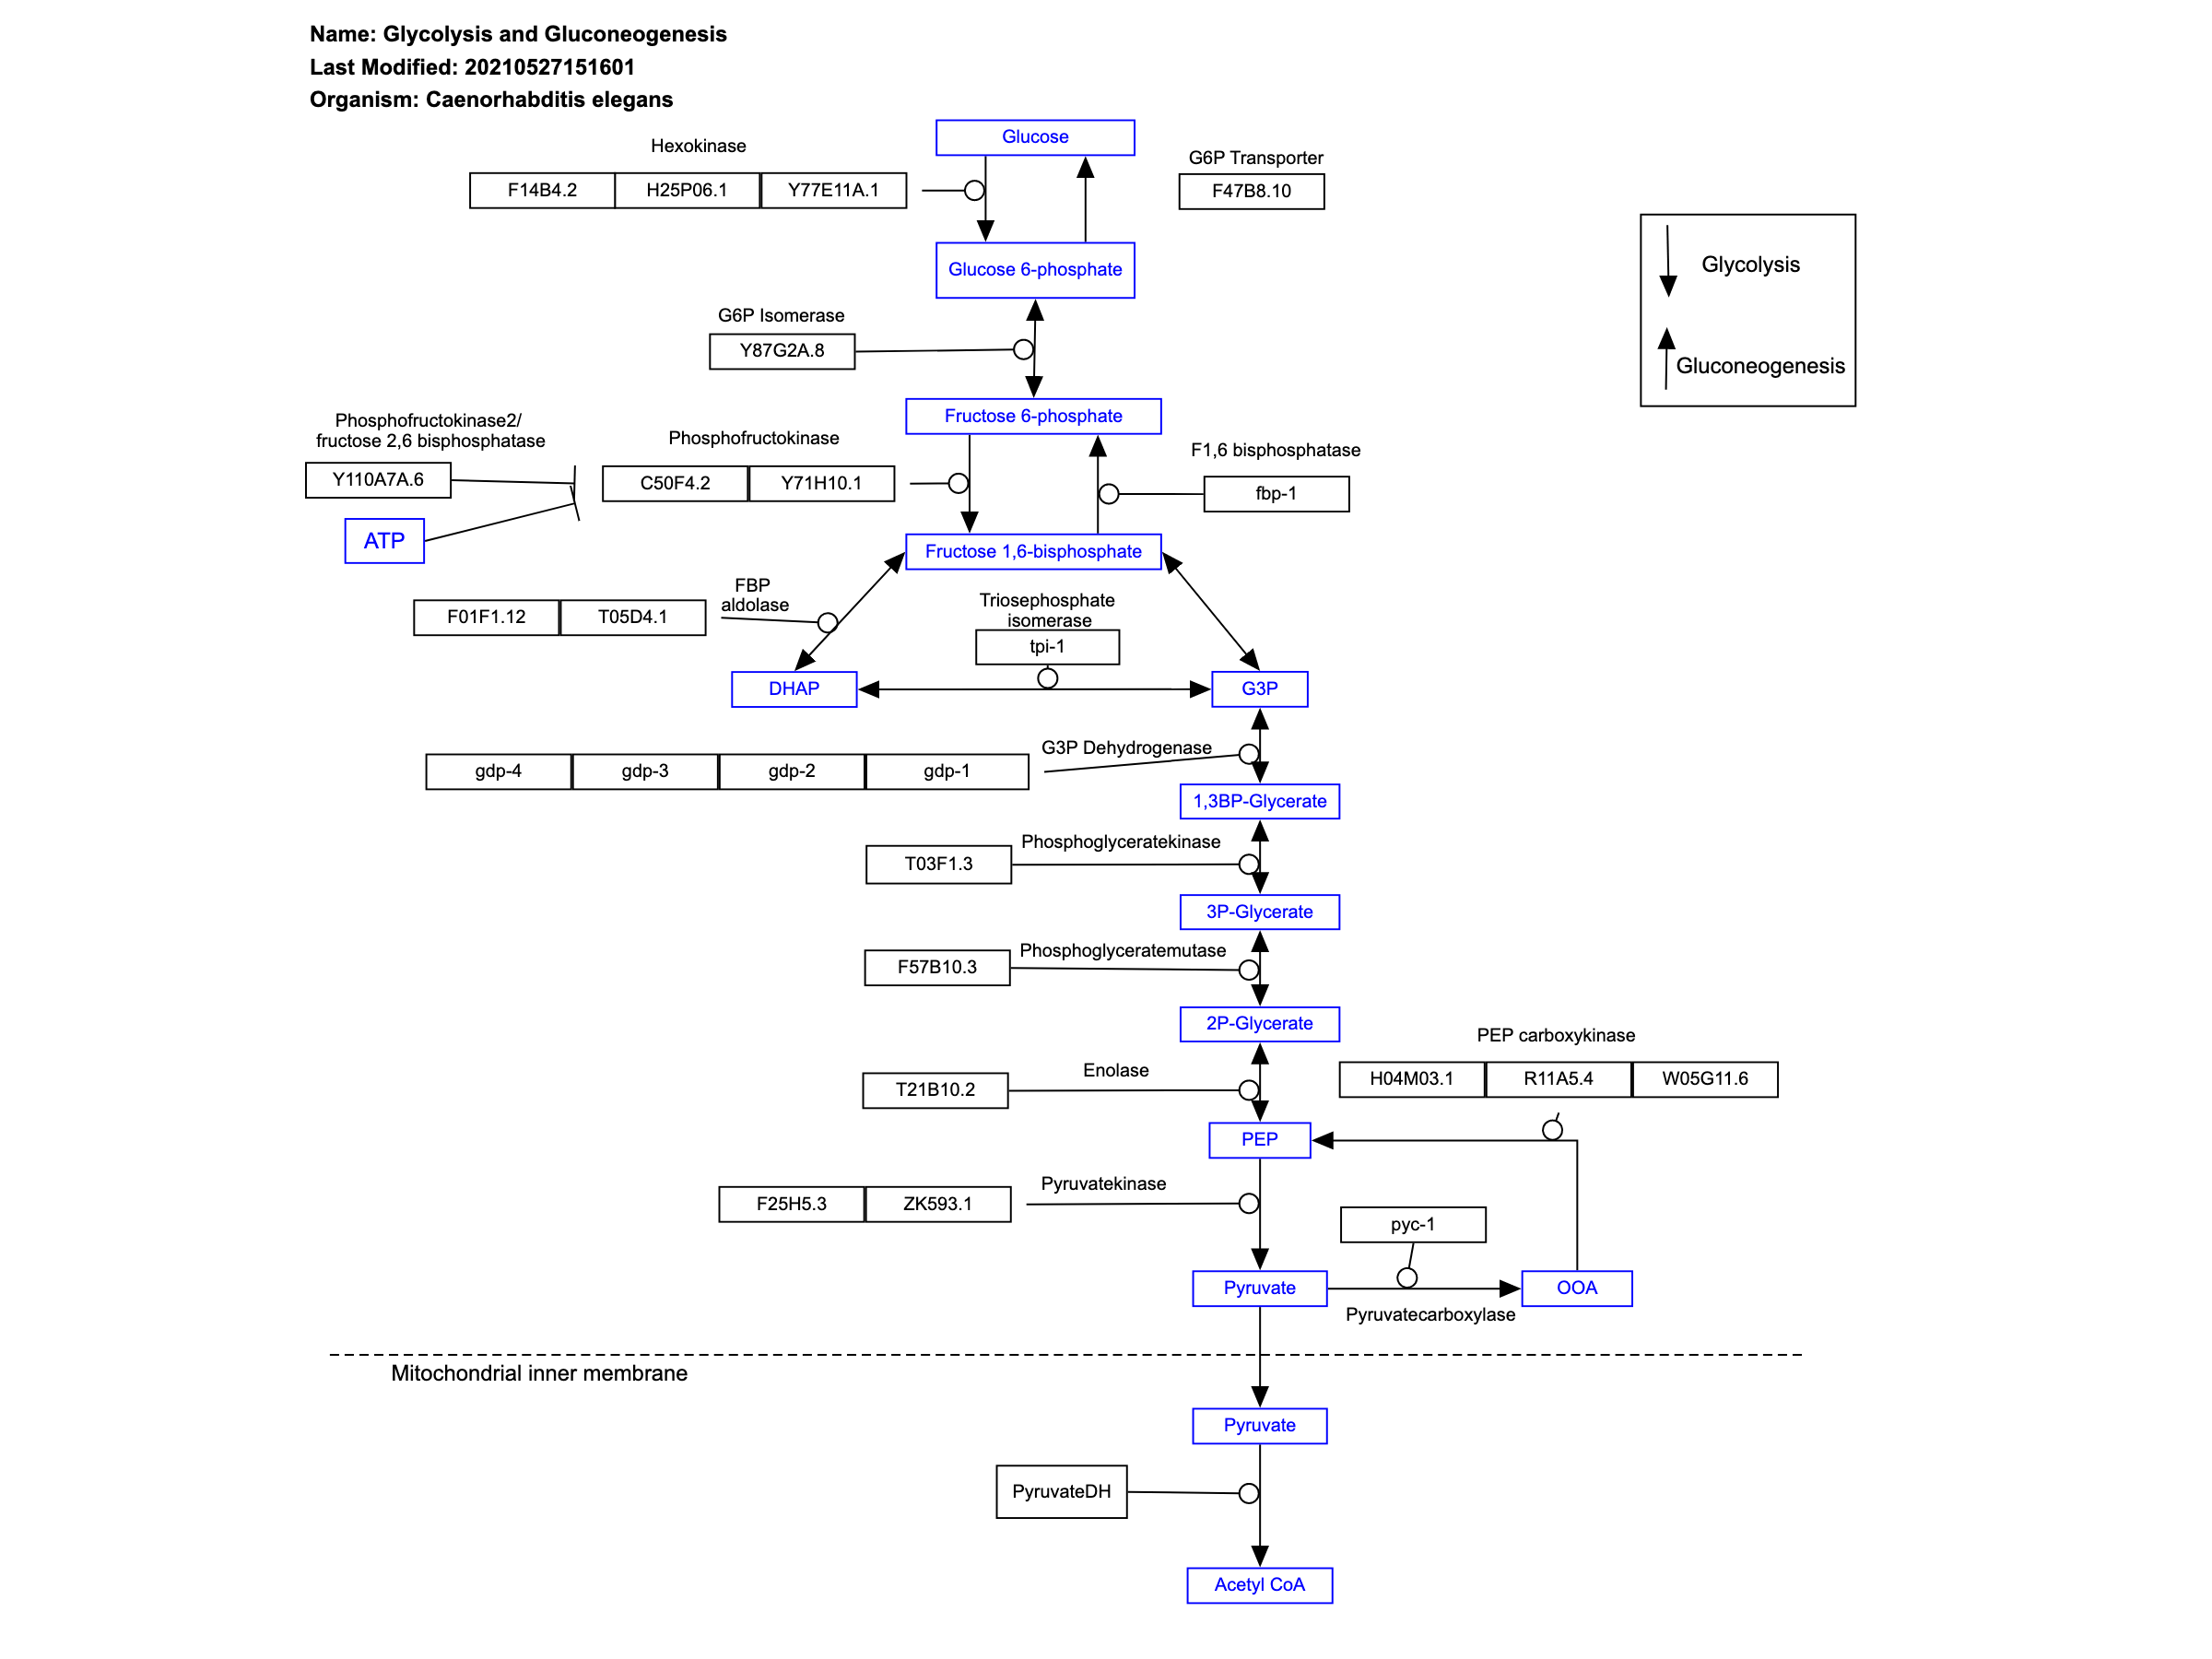 Name: Glycolysis and Gluconeogenesis
Last Modified: 20210527151601
Organism: Caenorhabditis elegans
Glucose
Hexokinase
G6P Transporter
F14B4.2 H25P06.1 Y77E11A.1
F47B8.10
Glucose 6-phosphate
Glycolysis
Gluconeogenesis
G6P Isomerase
Y87G2A.8
Fructose 6-phosphate
Phosphofructokinase2/
fructose 2,6 bisphosphatase
Phosphofructokinase
F1,6 bisphosphatase
Y110A7A.6
C50F4.2 Y71H10.1
fbp-1
ATP
Fructose 1,6-bisphosphate
FBP
aldolase
F01F1.12 T05D4.1
Triosephosphate
isomerase
tpi-1
DHAP
G3P
G3P Dehydrogenase
gdp-4 gdp-3 gdp-2 gdp-1
1,3BP-Glycerate
Phosphoglyceratekinase
T03F1.3
3P-Glycerate
Phosphoglyceratemutase
F57B10.3
2P-Glycerate
PEP carboxykinase
Enolase
H04M03.1 R11A5.4 W05G11.6
T21B10.2
PEP
Pyruvatekinase
F25H5.3 ZK593.1
pyc-1
Pyruvate
OOA
Pyruvatecarboxylase
Mitochondrial inner membrane
Pyruvate
PyruvateDH
Acetyl CoA